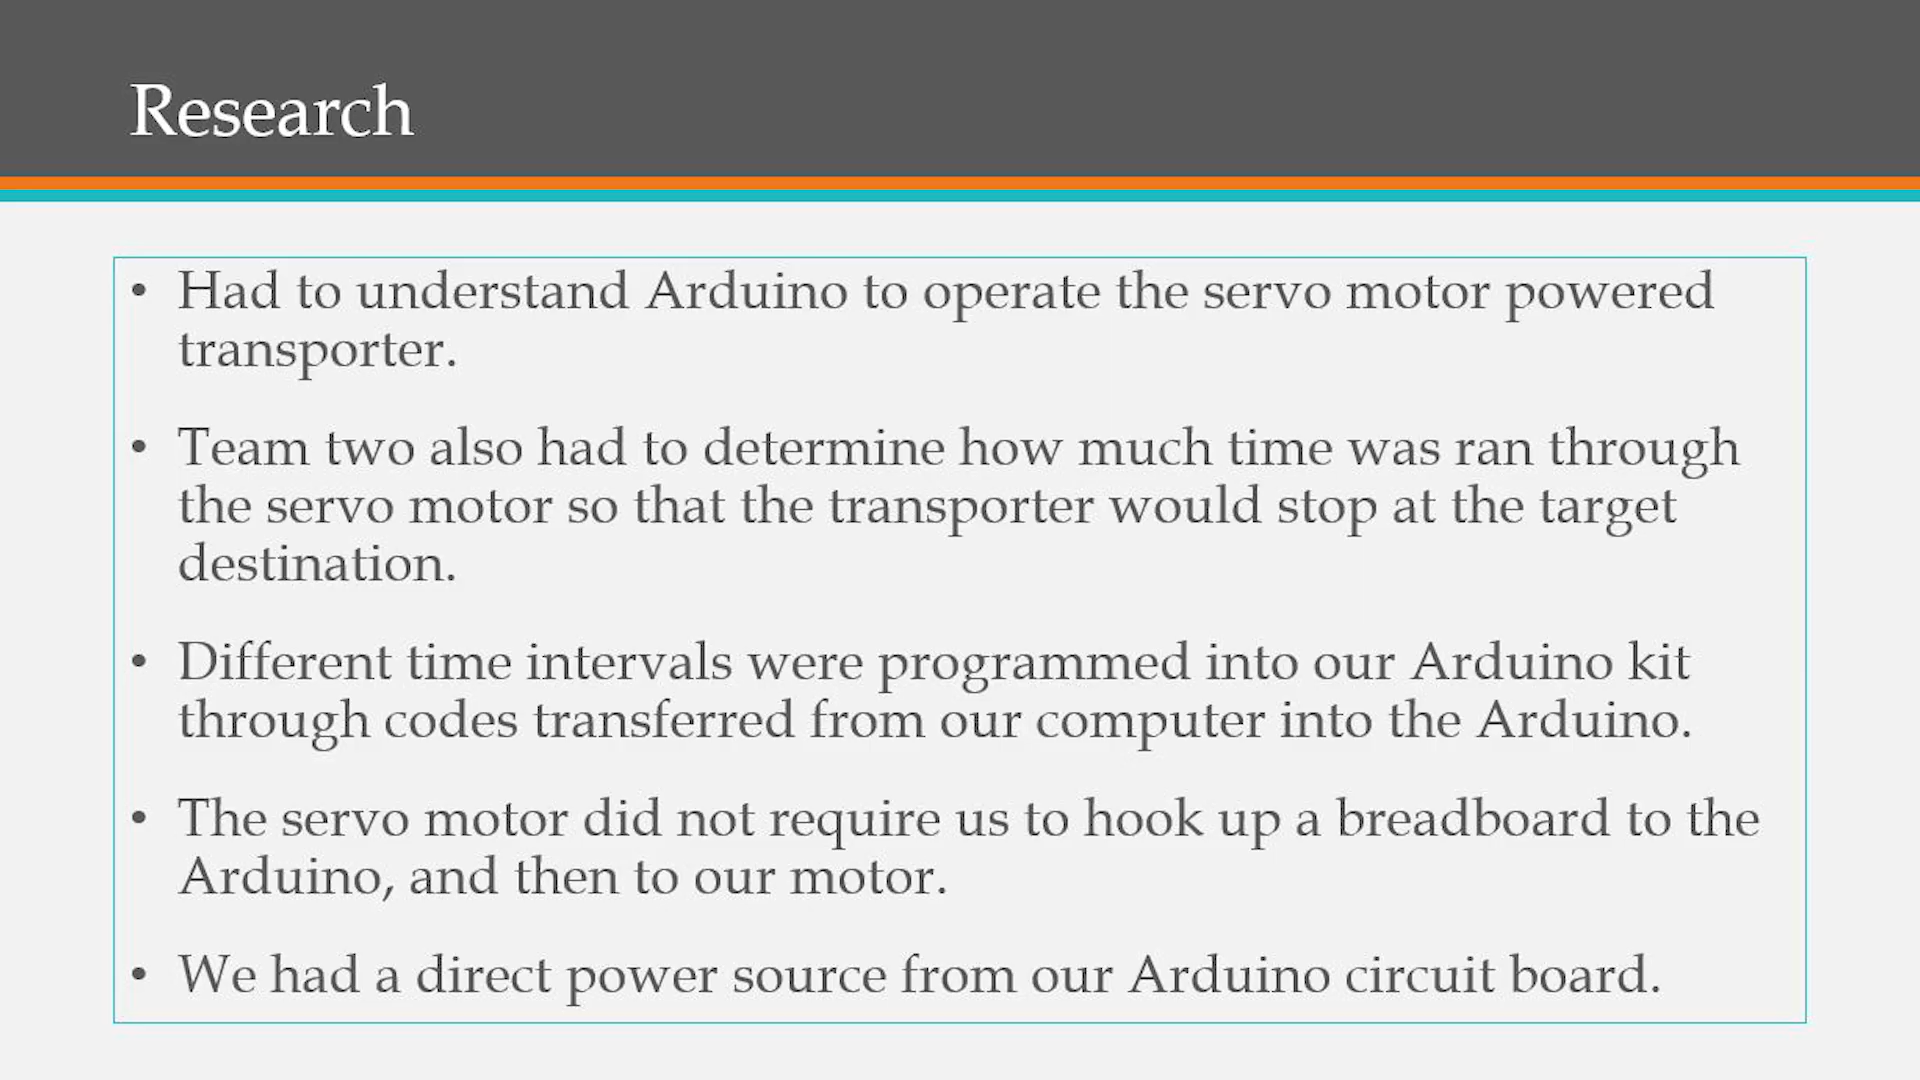 Research
• Had to understand Arduino to operate the servo motor powered
transporter.
• Team two also had to determine how much time was ran through
the servo motor so that the transporter would stop at the target
destination.
• Different time intervals were programmed into our Arduino kit
through codes transferred from our computer into the Arduino.
• The servo motor did not require us to hook up a breadboard to the
Arduino, and then to our motor.
• We had a direct power source from our Arduino circuit board.